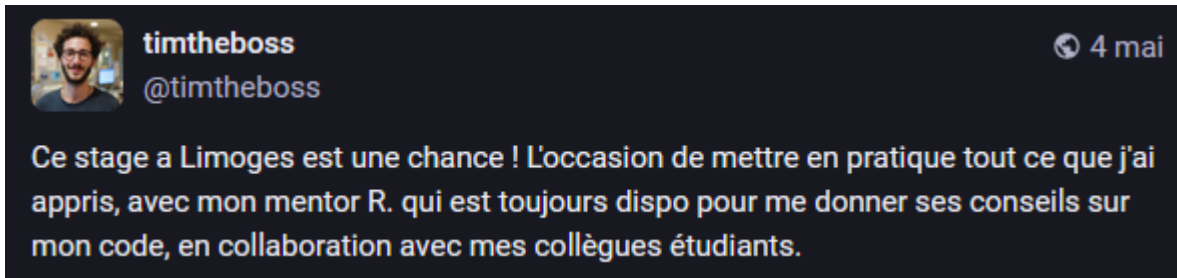 timtheboss
4 mai
@timtheboss
Ce stage a Limoges est une chance ! L'occasion de mettre en pratique tout ce que j'ai
appris, avec mon mentor R. qui est toujours dispo pour me donner ses conseils sur
mon code, en collaboration avec mes collègues étudiants.